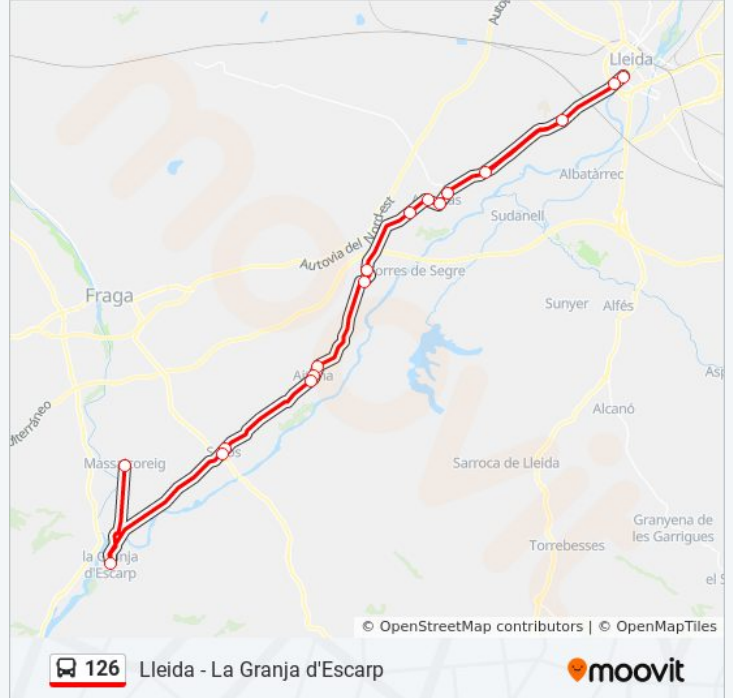 Lleida
Albatàrrec
Sudanell
Autovia del Nord-est
Torres de Segre
Fraga
Sunyer
Alfés
Aitona
Alcanó
Sarroca de Lleida
Massalcoreig
Granyena de
les Garrigues
Torrebesses
la Granja
d'Escarp
© OpenStreetMap contributors | © OpenMapTiles
126 Lleida - La Granja d'Escarp
moovit